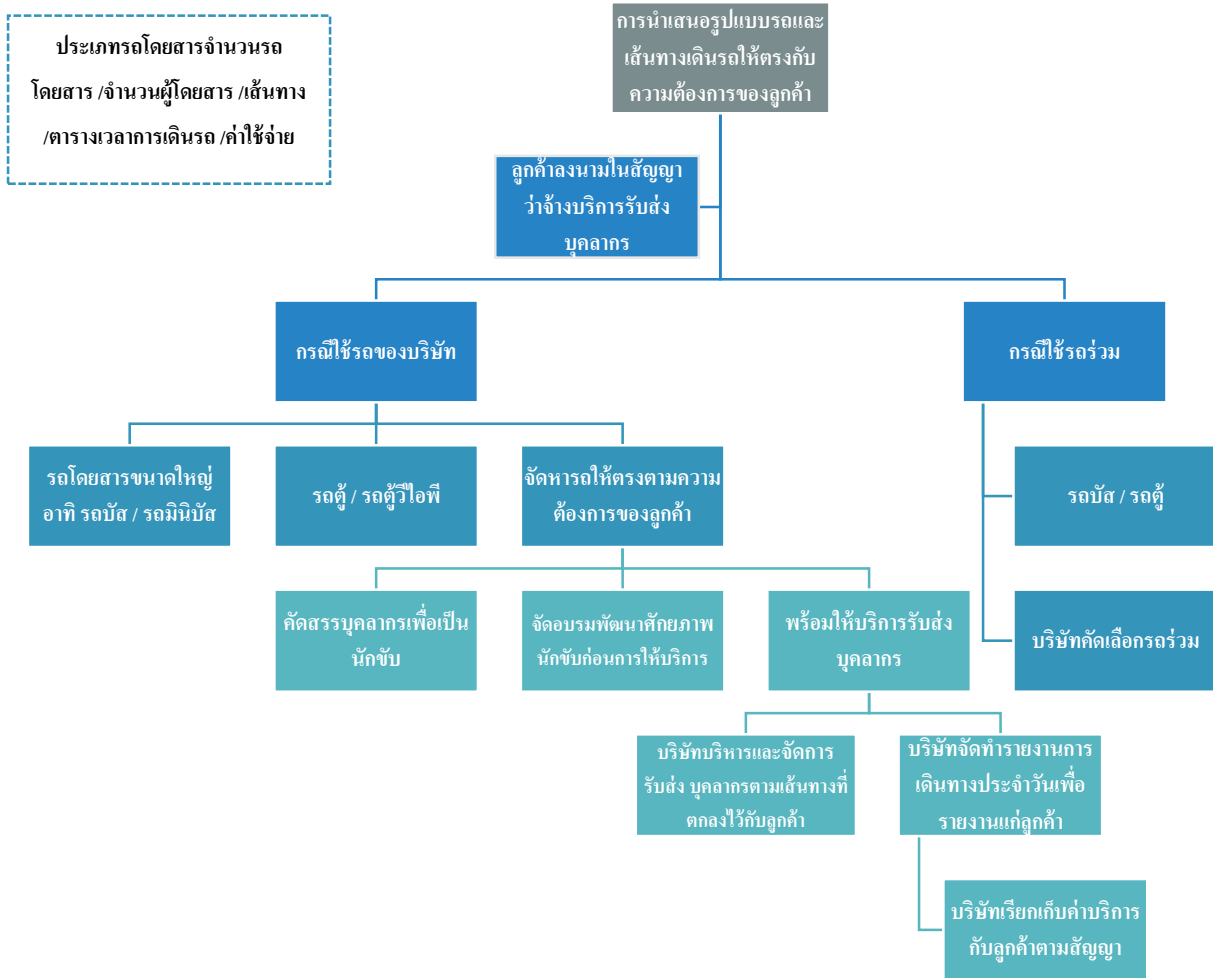 ประเภทรถโดยสารจำนวนรถ
โดยสาร /จำนวนผู้โดยสาร /เส้นทาง
/ตารางเวลาการเดินรถ /ค่าใช้จ่าย
การนำเสนอรูปแบบรถและ
เส้นทางเดินรถให้ตรงกับ
ความต้องการของลูกค้า
ลูกค้าลงนามในสัญญา
ว่าจ้างบริการรับส่ง
บุคลากร
กรณีใช้รถของบริษัท
กรณีใช้รถร่วม
รถโดยสารขนาดใหญ่
อาทิ รถบัส / รถมินิบัส
รถตู้ / รถตู้วีไอพี
จัดหารถให้ตรงตามความ
ต้องการของลูกค้า
รถบัส / รถตู้
คัดสรรบุคลากรเพื่อเป็น
นักขับ
จัดอบรมพัฒนาศักยภาพ
นักขับก่อนการให้บริการ
พร้อมให้บริการรับส่ง
บุคลากร
บริษัทคัดเลือกรถร่วม
บริษัทบริหารและจัดการ
รับส่ง บุคลากรตามเส้นทางที่
ตกลงไว้กับลูกค้า
บริษัทจัดทำรายงานการ
เดินทางประจำวันเพื่อ
รายงานแก่ลูกค้า
บริษัทเรียกเก็บค่าบริการ
กับลูกค้าตามสัญญา